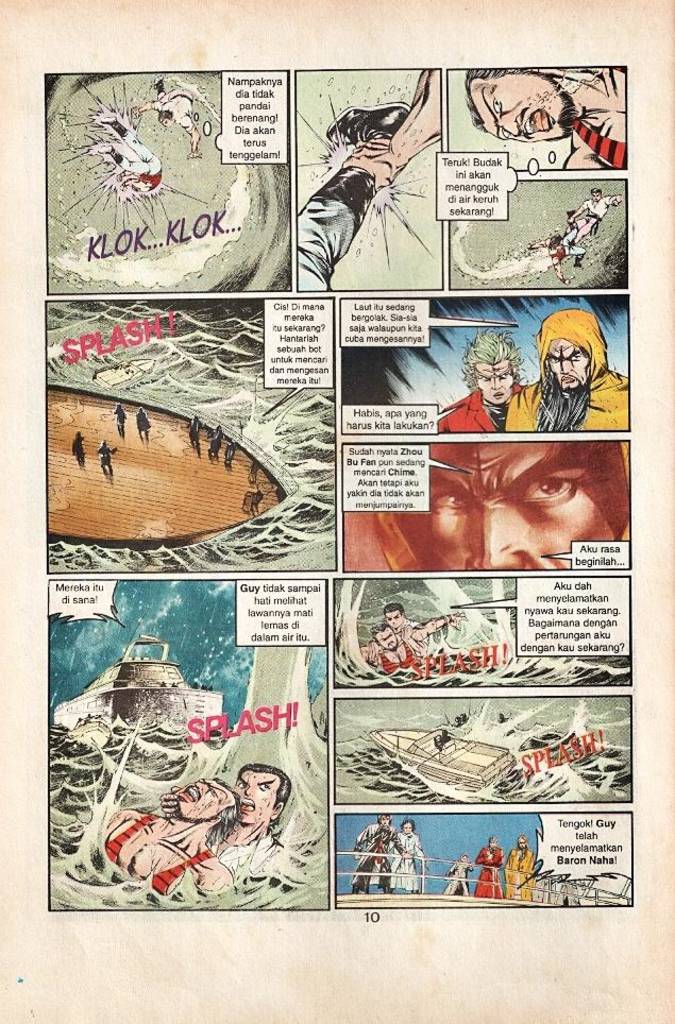 Nampaknya
dia tidak
pandai
berenang!
Dia akan
terus
tenggelam!
KLOK...KLOK...
Teruk! Budak
ini akan
menangguk
di air keruh
sekarang!
SPLASH!
Cis! Di mana
mereka
itu sekarang?
Hantarlah
sebuah bot
untuk mencari
dan mengesan
mereka itu!
Laut itu sedang
bergolak. Sia-sia
saja walaupun kita
cuba mengesannya!
Habis, apa yang
harus kita lakukan?
Sudah nyata Zhou
Bu Fan pun sedang
mencari Chime.
Akan tetapi aku
yakin dia tidak akan
menjumpainya.
Aku rasa
beginilah...
Mereka itu
di sana!
Guy tidak sampai
hati melihat
lawannya mati
lemas di
dalam air itu.
SPLASH!
Aku dah
menyelamatkan
nyawa kau sekarang.
Bagaimana dengan
pertarungan aku
dengan kau sekarang?
SPLASH!
SPLASH!
Tengok! Guy
telah
menyelamatkan
Baron Naha!
10